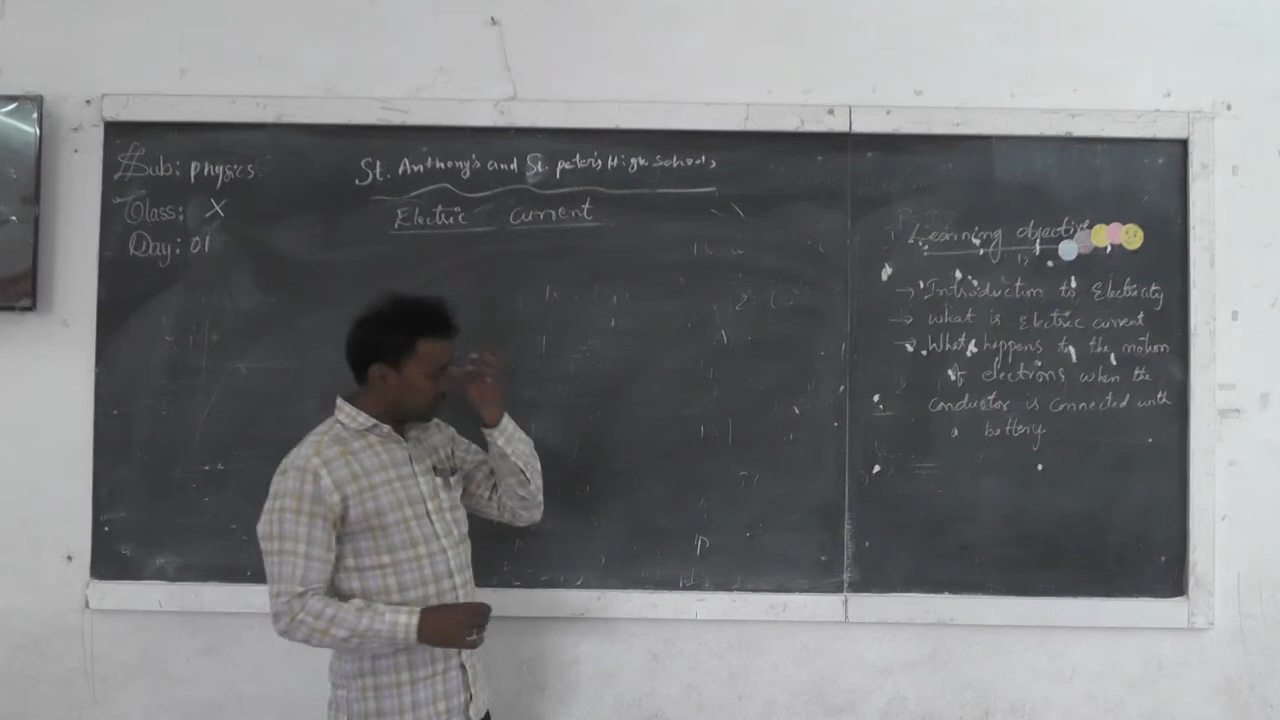 Sub: physics
Class: X
Day: 01
St. Anthony's and St. peter's High Schools
Electric current
Learning objective
→ Introduction to Electricity
→ what is Electric current
→ What happens to the motion
of electrons when the
conductor is connected with
a battery